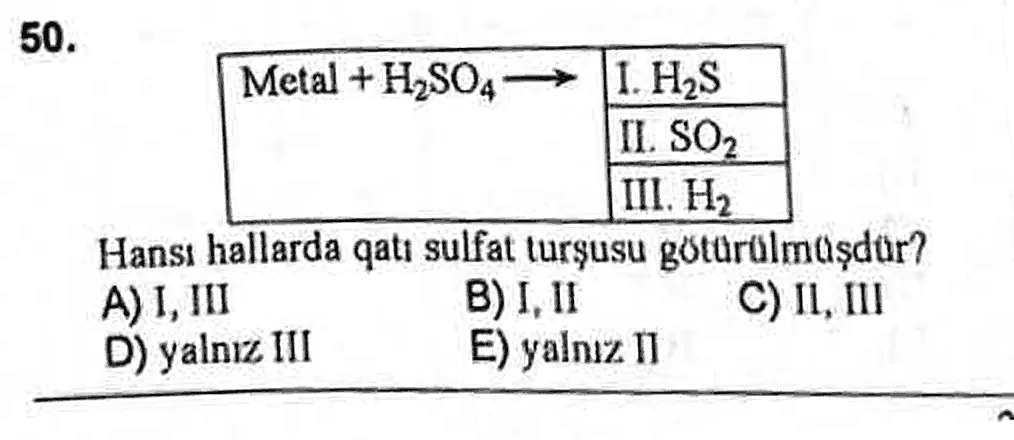 50.
Metal + H₂SO₄ ⟶ I. H₂S
II. SO₂
III. H₂
Hansı hallarda qatı sulfat turşusu götürülmüşdür?
A) I, III B) I, II C) II, III
D) yalnız III E) yalnız II